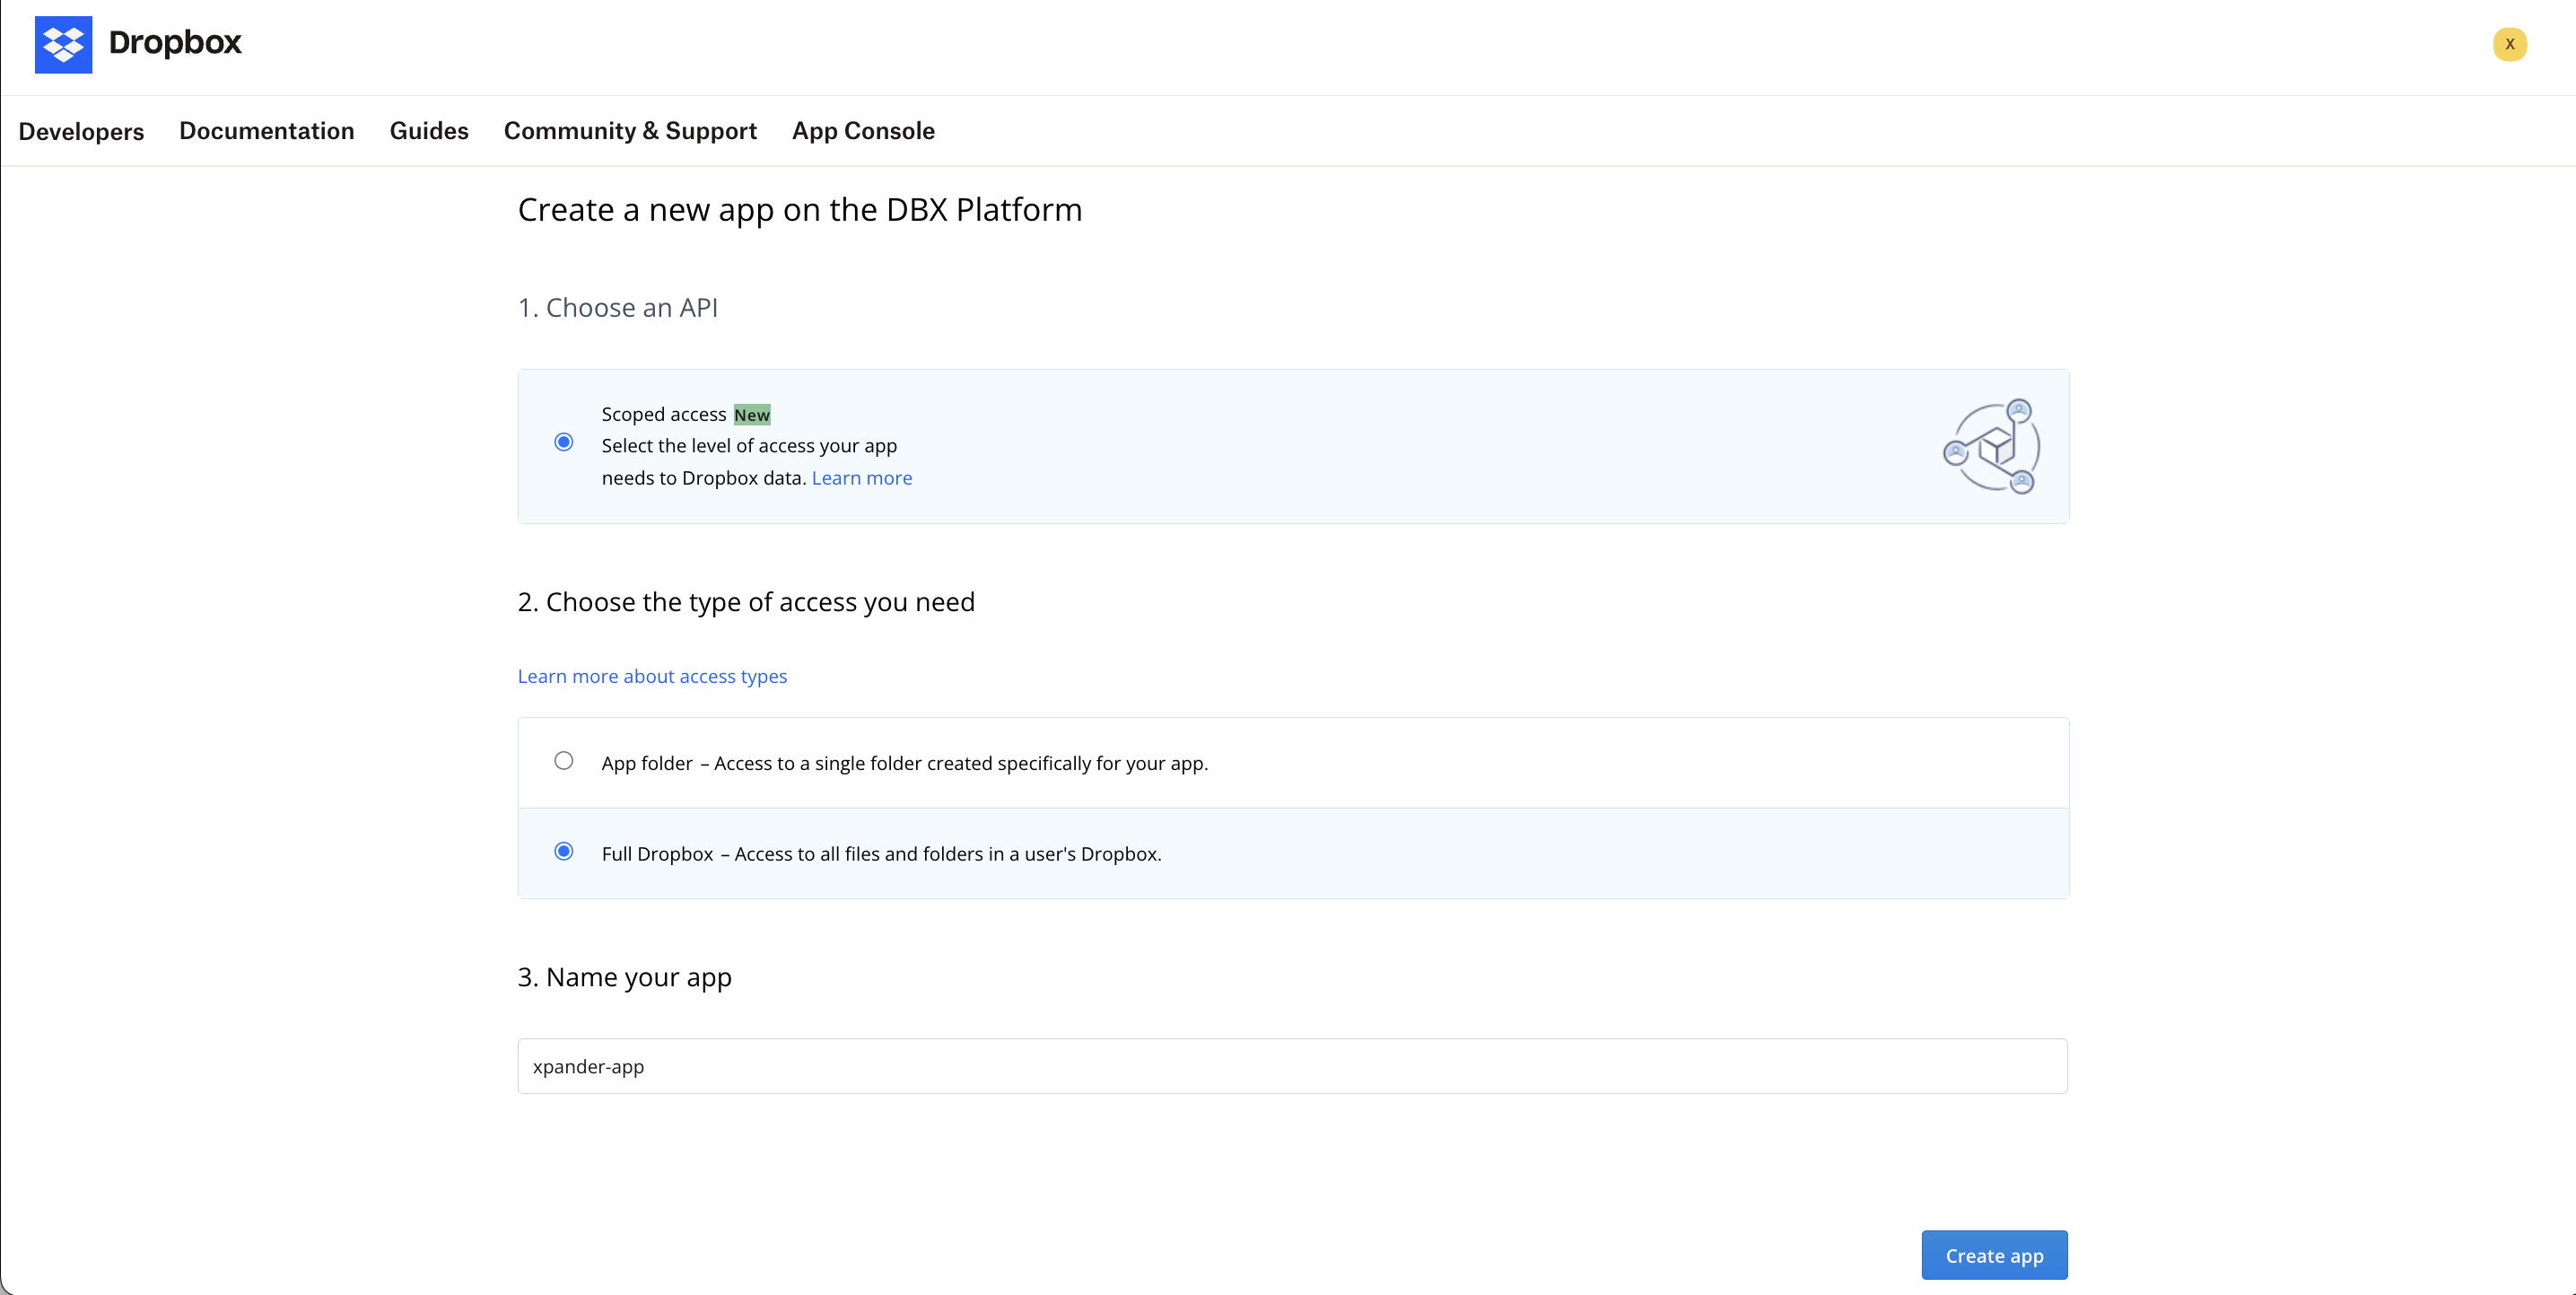 Dropbox
X
Developers Documentation Guides Community & Support App Console
Create a new app on the DBX Platform
1. Choose an API
Scoped access New
Select the level of access your app
needs to Dropbox data. Learn more
2. Choose the type of access you need
Learn more about access types
App folder – Access to a single folder created specifically for your app.
Full Dropbox – Access to all files and folders in a user's Dropbox.
3. Name your app
xpander-app
Create app